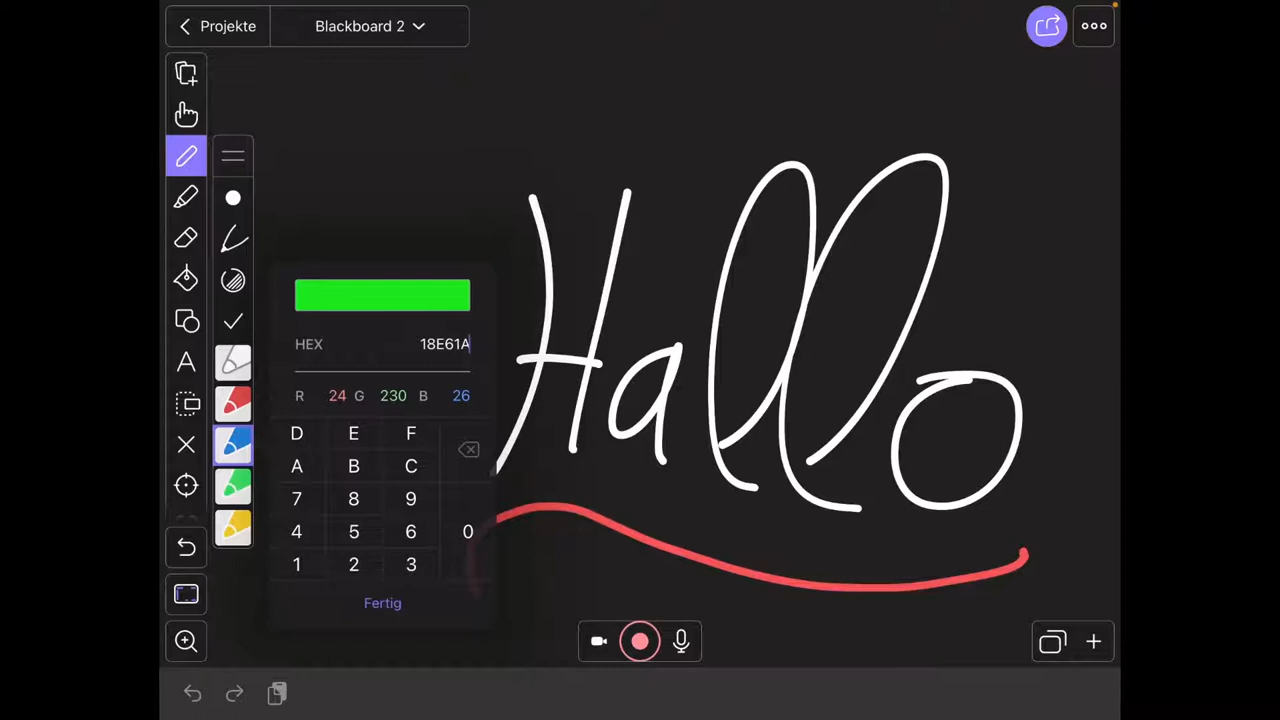 Projekte
Blackboard 2
Hallo
HEX 18E61A
R 24 G 230 B 26
D E F
A B C
7 8 9
4 5 6 0
1 2 3
Fertig
A